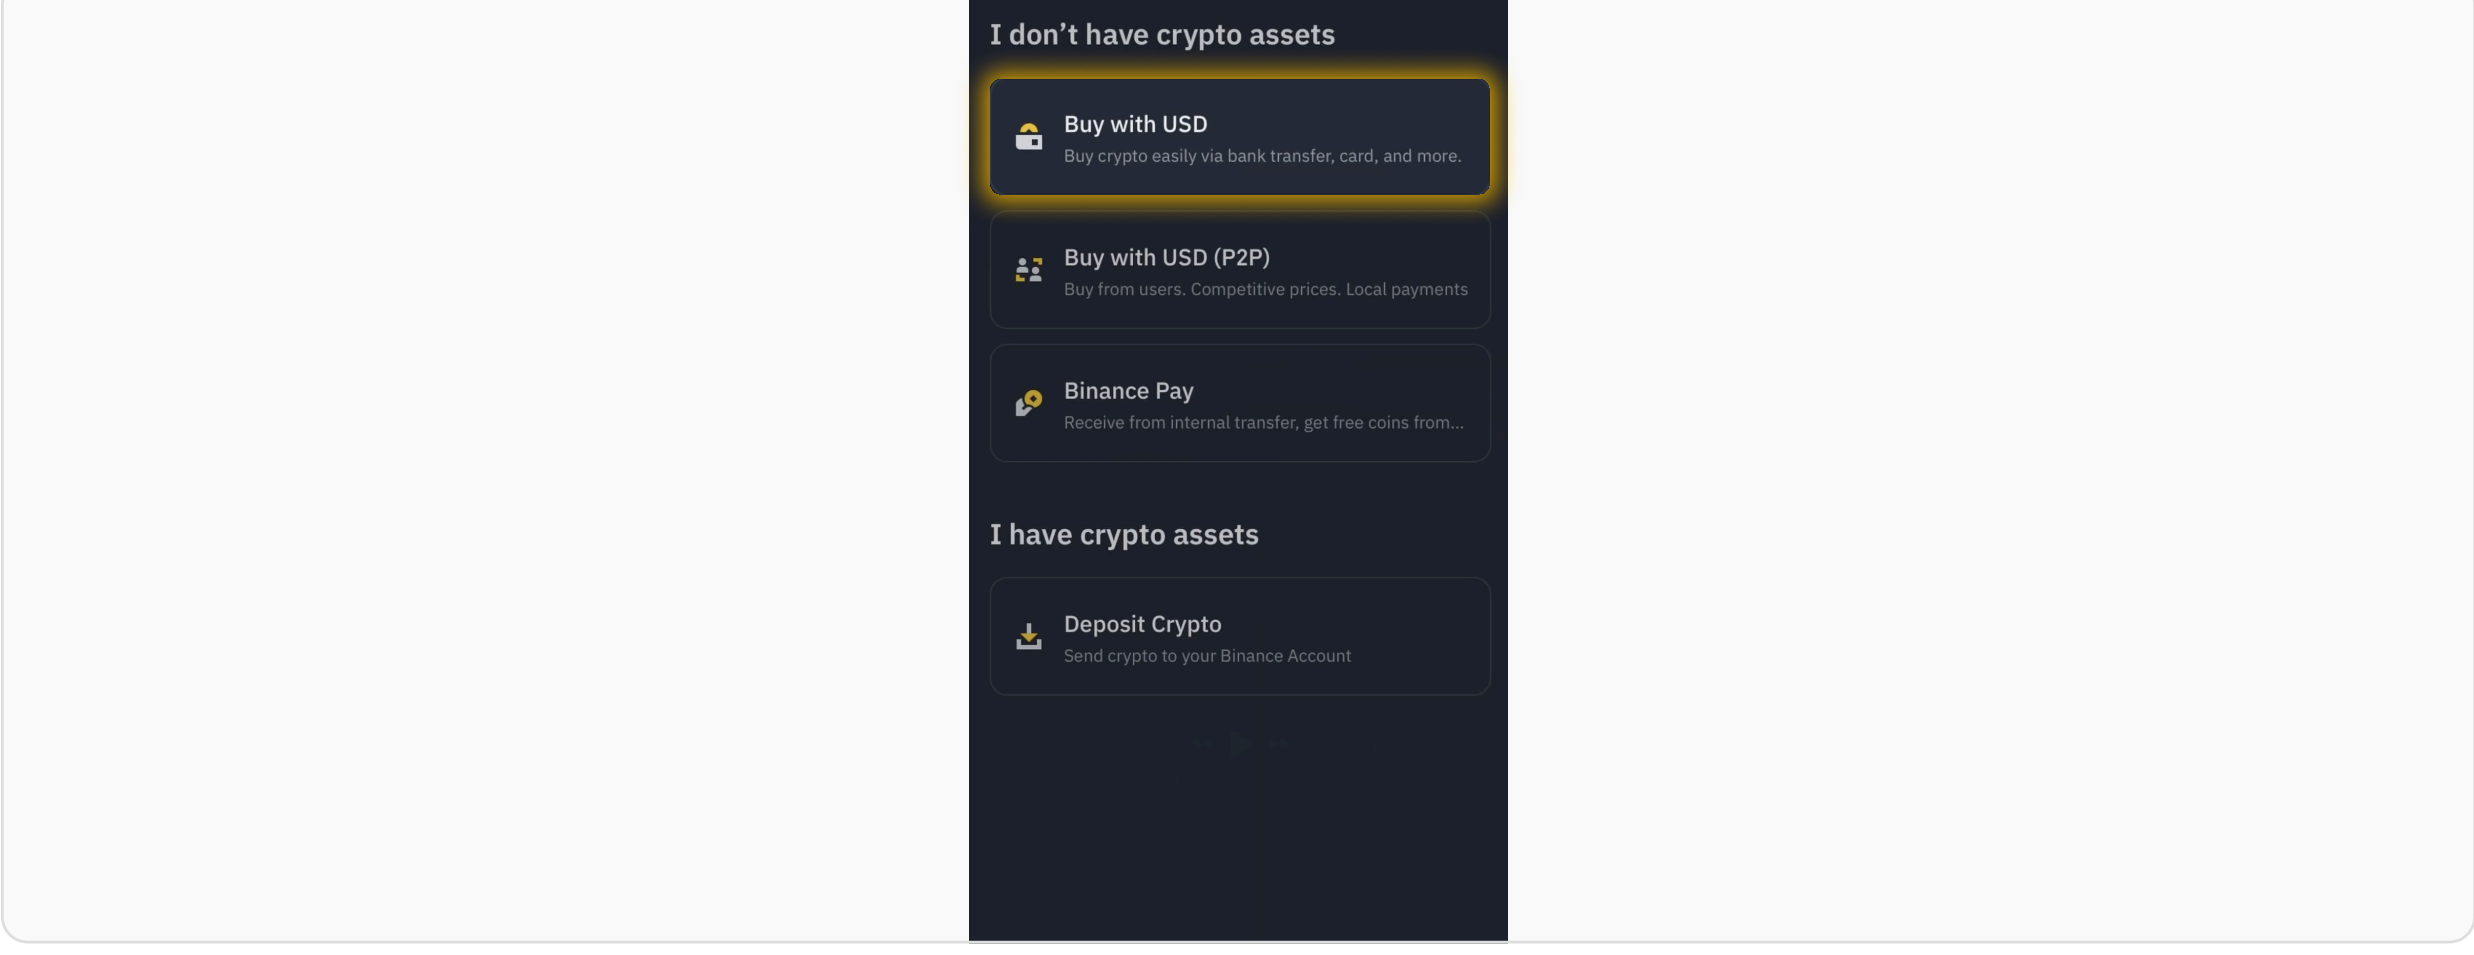 I don’t have crypto assets
Buy with USD
Buy crypto easily via bank transfer, card, and more.
Buy with USD (P2P)
Buy from users. Competitive prices. Local payments
Binance Pay
Receive from internal transfer, get free coins from...
I have crypto assets
Deposit Crypto
Send crypto to your Binance Account